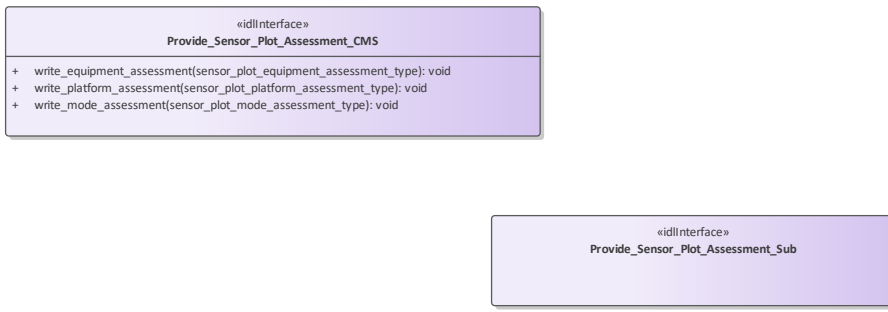 «idlInterface»
Provide_Sensor_Plot_Assessment_CMS
+ write_equipment_assessment(sensor_plot_equipment_assessment_type): void
+ write_platform_assessment(sensor_plot_platform_assessment_type): void
+ write_mode_assessment(sensor_plot_mode_assessment_type): void
«idlInterface»
Provide_Sensor_Plot_Assessment_Sub